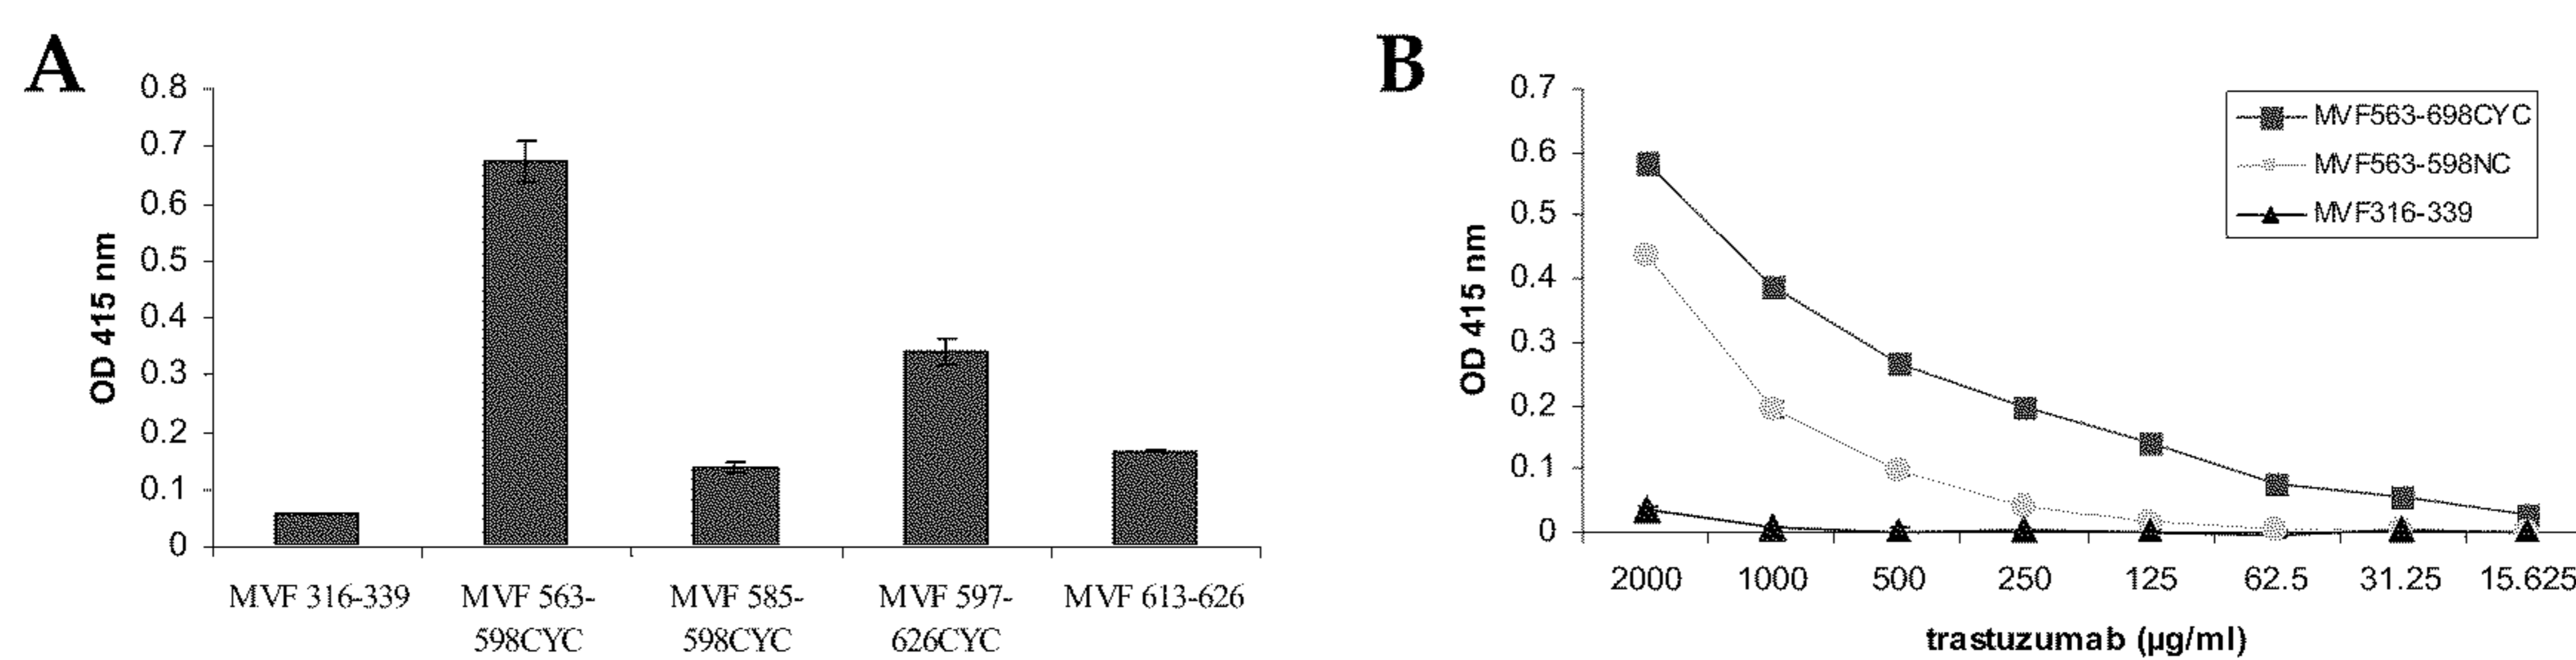 A
OD 415 nm
0.8
0.7
0.6
0.5
0.4
0.3
0.2
0.1
0
MVF 316-339
MVF 563-
598CYC
MVF 585-
598CYC
MVF 597-
626CYC
MVF 613-626
B
OD 415 nm
0.7
0.6
0.5
0.4
0.3
0.2
0.1
0
MVF563-698CYC
MVF563-598NC
MVF316-339
2000 1000 500 250 125 62.5 31.25 15.625
trastuzumab (µg/ml)